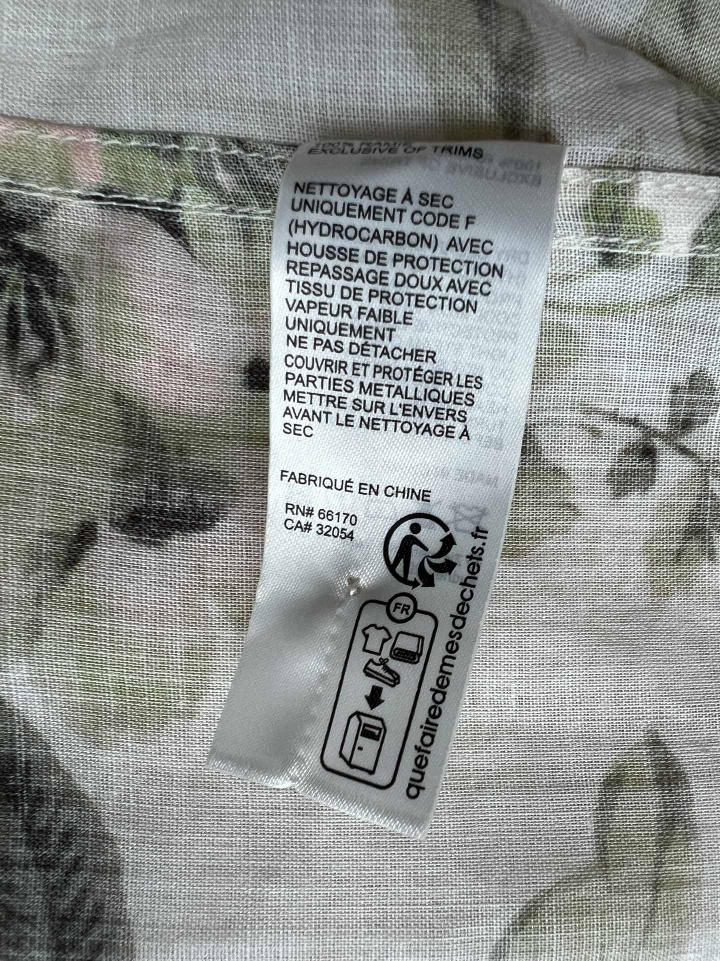 100% RAMIE
EXCLUSIVE OF TRIMS
NETTOYAGE À SEC
UNIQUEMENT CODE F
(HYDROCARBON) AVEC
HOUSSE DE PROTECTION
REPASSAGE DOUX AVEC
TISSU DE PROTECTION
VAPEUR FAIBLE
UNIQUEMENT
NE PAS DÉTACHER
COUVRIR ET PROTÉGER LES
PARTIES METALLIQUES
METTRE SUR L'ENVERS
AVANT LE NETTOYAGE À
SEC
FABRIQUÉ EN CHINE
RN# 66170
CA# 32054
FR
quefairedemesdechets.fr